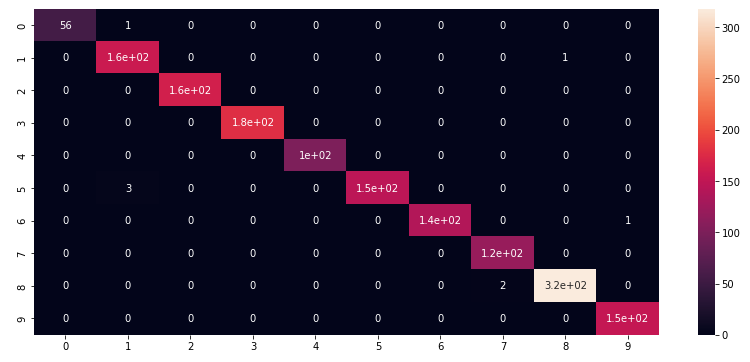 0 56 1 0 0 0 0 0 0 0 0
1 0 1.6e+02 0 0 0 0 0 0 1 0
2 0 0 1.6e+02 0 0 0 0 0 0 0
3 0 0 0 1.8e+02 0 0 0 0 0 0
4 0 0 0 0 1e+02 0 0 0 0 0
5 0 3 0 0 0 1.5e+02 0 0 0 0
6 0 0 0 0 0 0 1.4e+02 0 0 1
7 0 0 0 0 0 0 0 1.2e+02 0 0
8 0 0 0 0 0 0 0 2 3.2e+02 0
9 0 0 0 0 0 0 0 0 0 1.5e+02
0 1 2 3 4 5 6 7 8 9
300
250
200
150
100
50
0